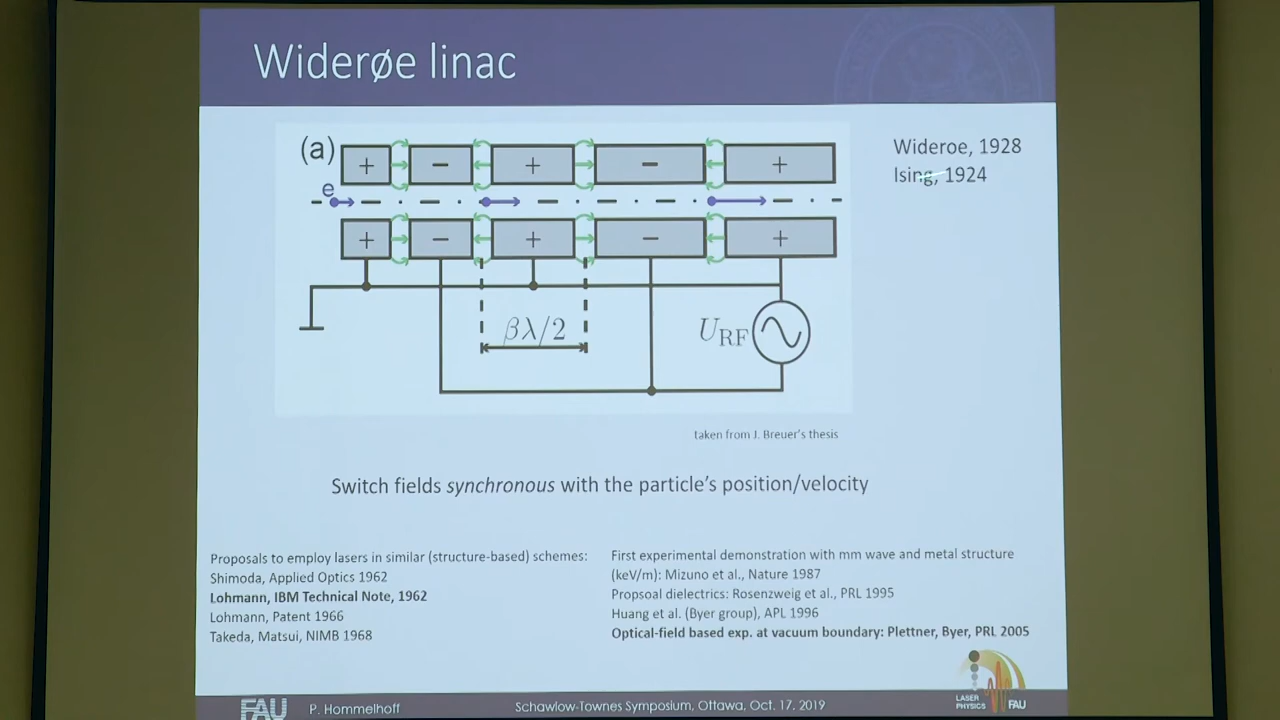 Widerøe linac
(a)
+ − + − +
e
+ − + − +
βλ/2
U_RF
Wideroe, 1928
Ising, 1924
taken from J. Breuer's thesis
Switch fields synchronous with the particle's position/velocity
Proposals to employ lasers in similar (structure-based) schemes:
Shimoda, Applied Optics 1962
Lohmann, IBM Technical Note, 1962
Lohmann, Patent 1966
Takeda, Matsui, NIMB 1968
First experimental demonstration with mm wave and metal structure
(keV/m): Mizuno et al., Nature 1987
Propsoal dielectrics: Rosenzweig et al., PRL 1995
Huang et al. (Byer group), APL 1996
Optical-field based exp. at vacuum boundary: Plettner, Byer, PRL 2005
LASER
PHYSICS FAU
FAU P. Hommelhoff Schawlow-Townes Symposium, Ottawa, Oct. 17. 2019